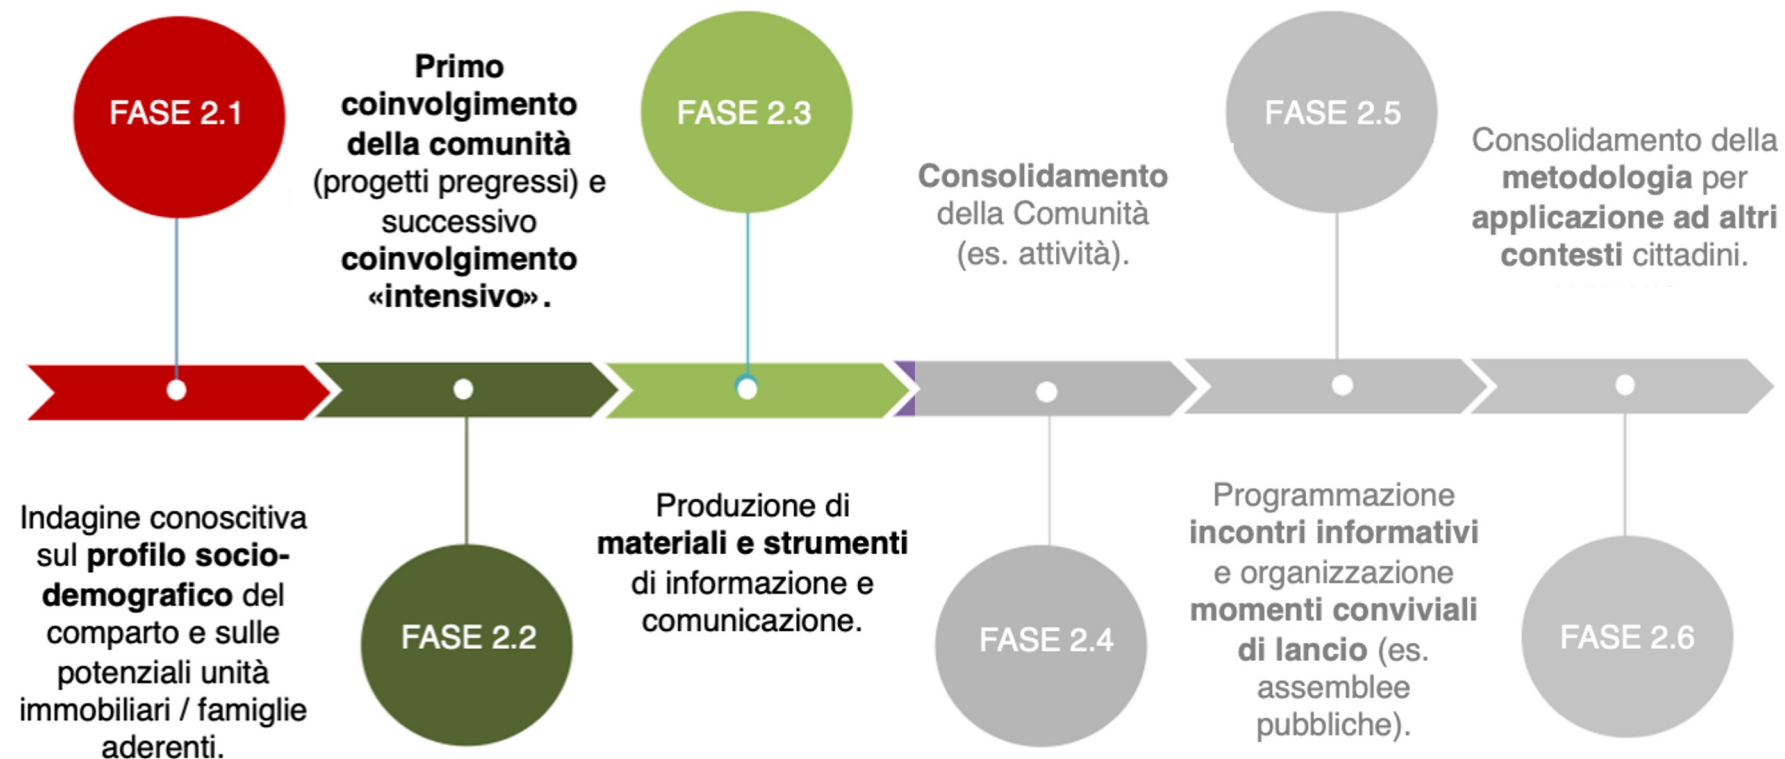 FASE 2.1
Indagine conoscitiva
sul profilo socio-
demografico del
comparto e sulle
potenziali unità
immobiliari / famiglie
aderenti.
Primo
coinvolgimento
della comunità
(progetti pregressi) e
successivo
coinvolgimento
«intensivo».
FASE 2.2
FASE 2.3
Produzione di
materiali e strumenti
di informazione e
comunicazione.
Consolidamento
della Comunità
(es. attività).
FASE 2.4
FASE 2.5
Programmazione
incontri informativi
e organizzazione
momenti conviviali
di lancio (es.
assemblee
pubbliche).
Consolidamento della
metodologia per
applicazione ad altri
contesti cittadini.
FASE 2.6